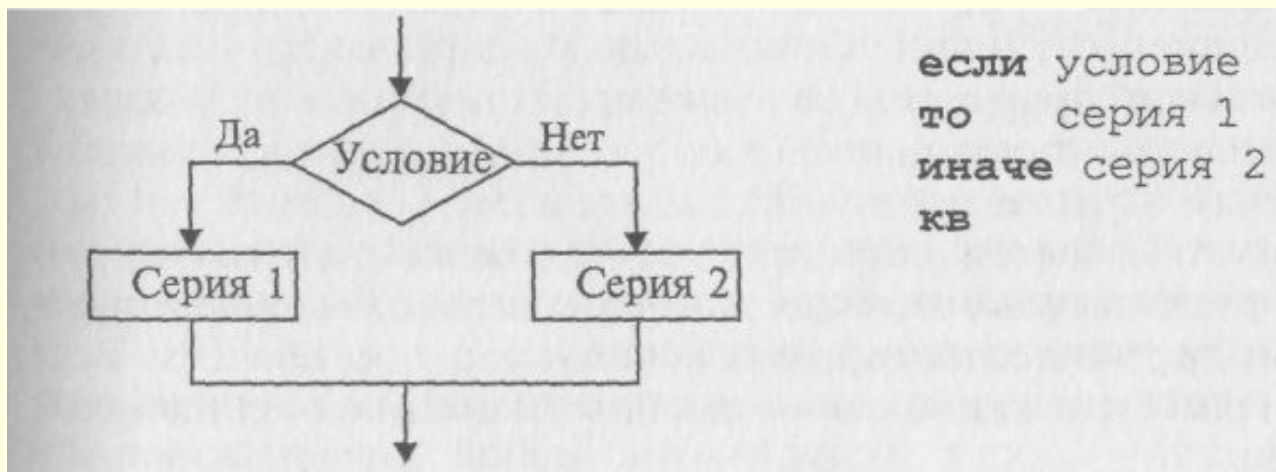 Да
Условие
Нет
Серия 1
Серия 2
если условие
то серия 1
иначе серия 2
кв